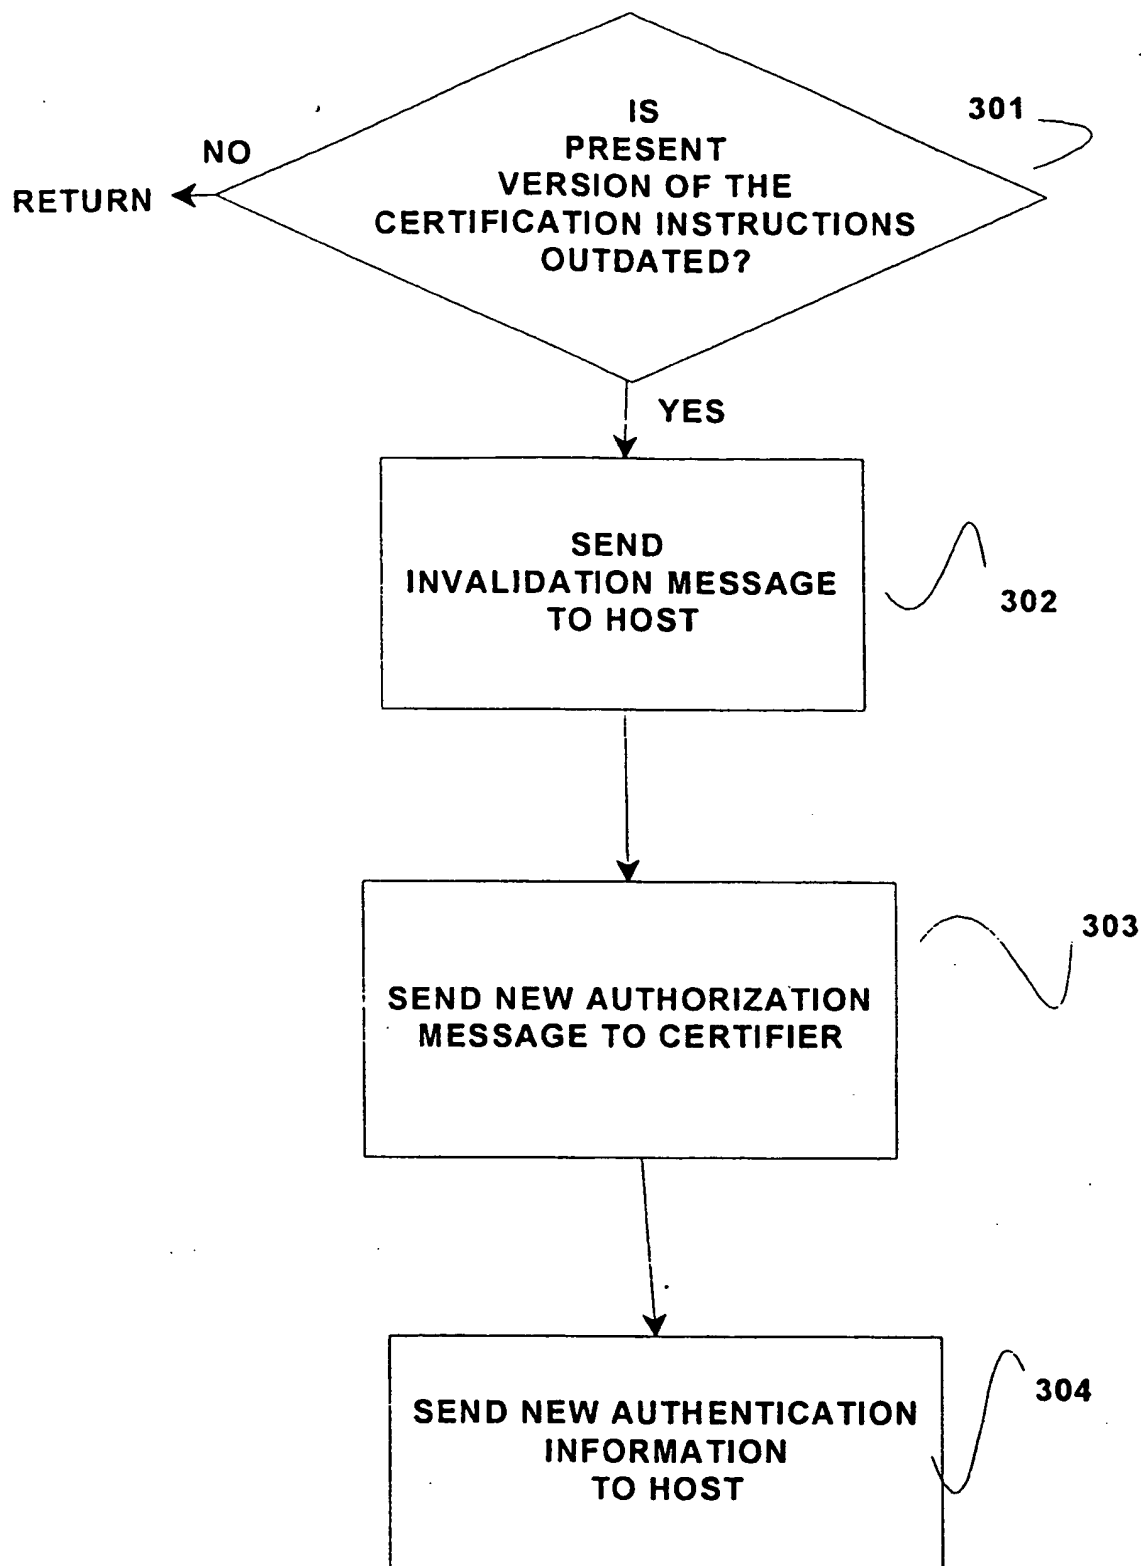 IS
PRESENT
VERSION OF THE
CERTIFICATION INSTRUCTIONS
OUTDATED?
301
NO
RETURN
YES
SEND
INVALIDATION MESSAGE
TO HOST
302
303
SEND NEW AUTHORIZATION
MESSAGE TO CERTIFIER
304
SEND NEW AUTHENTICATION
INFORMATION
TO HOST